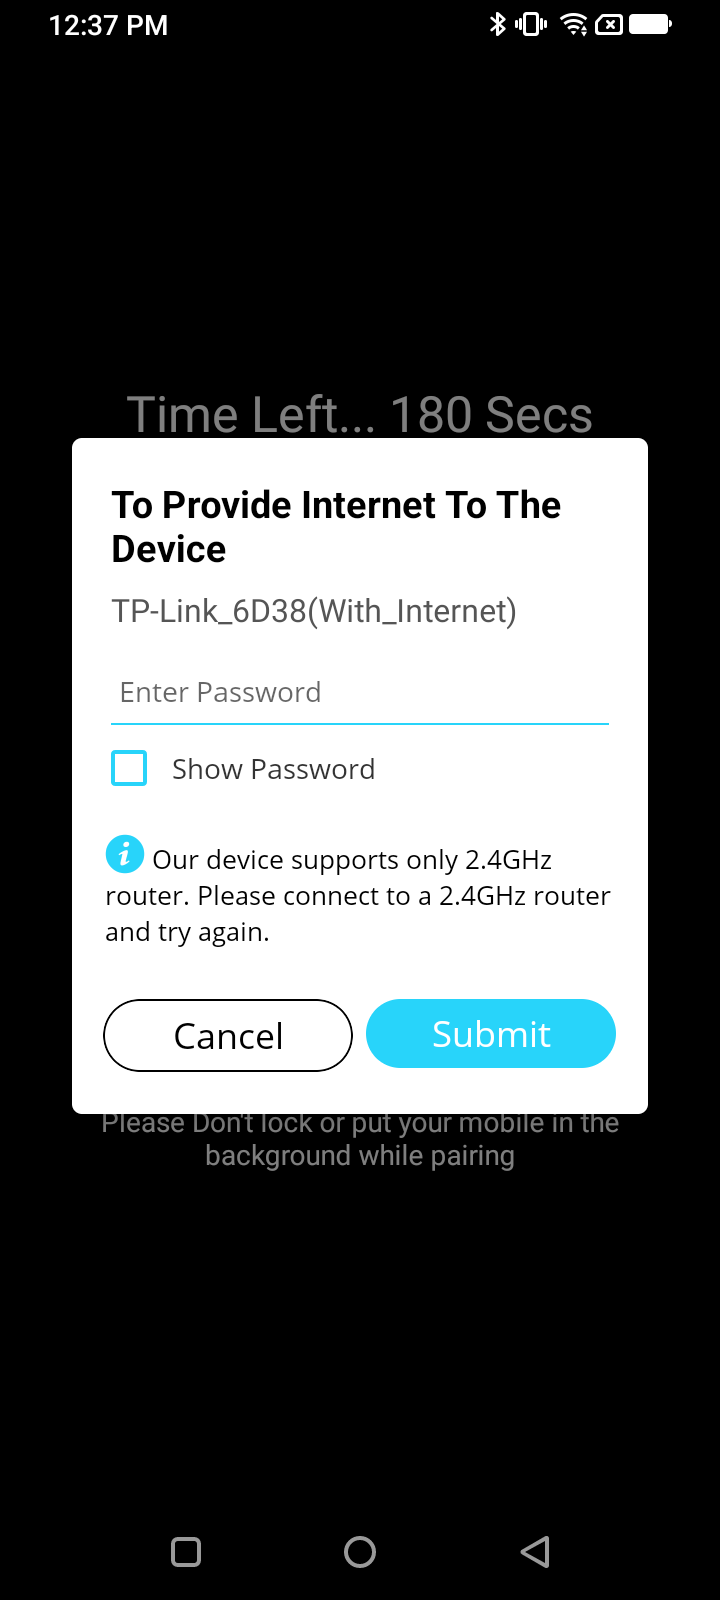 12:37 PM
Time Left... 180 Secs
To Provide Internet To The
Device
TP-Link_6D38(With_Internet)
Enter Password
Show Password
i Our device supports only 2.4GHz
router. Please connect to a 2.4GHz router
and try again.
Cancel
Submit
Please Don't lock or put your mobile in the
background while pairing